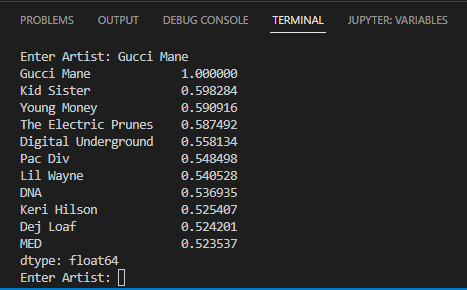 PROBLEMS OUTPUT DEBUG CONSOLE TERMINAL JUPYTER: VARIABLES
Enter Artist: Gucci Mane
Gucci Mane 1.000000
Kid Sister 0.598284
Young Money 0.590916
The Electric Prunes 0.587492
Digital Underground 0.558134
Pac Div 0.548498
Lil Wayne 0.540528
DNA 0.536935
Keri Hilson 0.525407
Dej Loaf 0.524201
MED 0.523537
dtype: float64
Enter Artist: